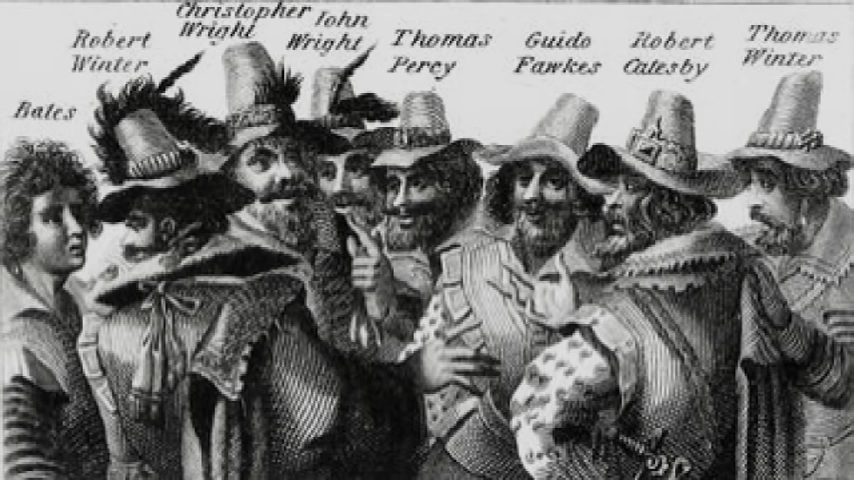 Bates
Robert
Winter
Christopher
Wright
John
Wright
Thomas
Percy
Guido
Fawkes
Robert
Catesby
Thomas
Winter